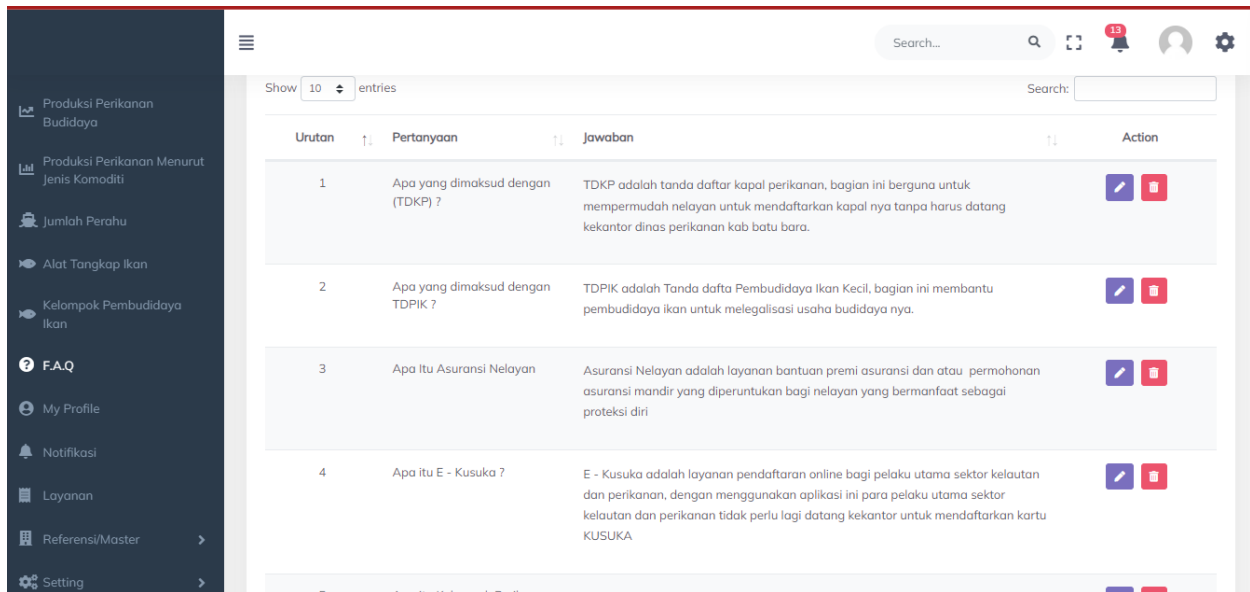 Search...
13
Produksi Perikanan
Budidaya
Produksi Perikanan Menurut
Jenis Komoditi
Jumlah Perahu
Alat Tangkap Ikan
Kelompok Pembudidaya
Ikan
F.A.Q
My Profile
Notifikasi
Layanan
Referensi/Master
Setting
Show 10 entries
Search:
Urutan Pertanyaan Jawaban Action
1
Apa yang dimaksud dengan
(TDKP) ?
TDKP adalah tanda daftar kapal perikanan, bagian ini berguna untuk
mempermudah nelayan untuk mendaftarkan kapal nya tanpa harus datang
kekantor dinas perikanan kab batu bara.
2
Apa yang dimaksud dengan
TDPIK ?
TDPIK adalah Tanda dafta Pembudidaya Ikan Kecil, bagian ini membantu
pembudidaya ikan untuk melegalisasi usaha budidaya nya.
3
Apa Itu Asuransi Nelayan
Asuransi Nelayan adalah layanan bantuan premi asuransi dan atau permohonan
asuransi mandir yang diperuntukan bagi nelayan yang bermanfaat sebagai
proteksi diri
4
Apa itu E - Kusuka ?
E - Kusuka adalah layanan pendaftaran online bagi pelaku utama sektor kelautan
dan perikanan, dengan menggunakan aplikasi ini para pelaku utama sektor
kelautan dan perikanan tidak perlu lagi datang kekantor untuk mendaftarkan kartu
KUSUKA